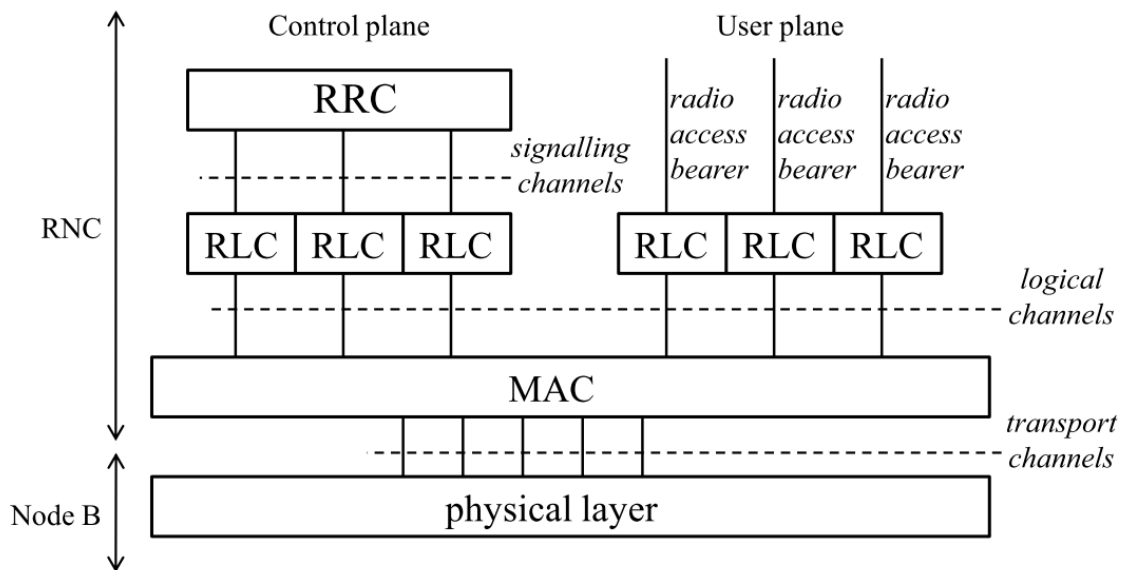 Control plane
User plane
RRC
radio
access
bearer
radio
access
bearer
radio
access
bearer
signalling
channels
RNC
RLC
RLC
RLC
RLC
RLC
RLC
logical
channels
MAC
transport
channels
Node B
physical layer